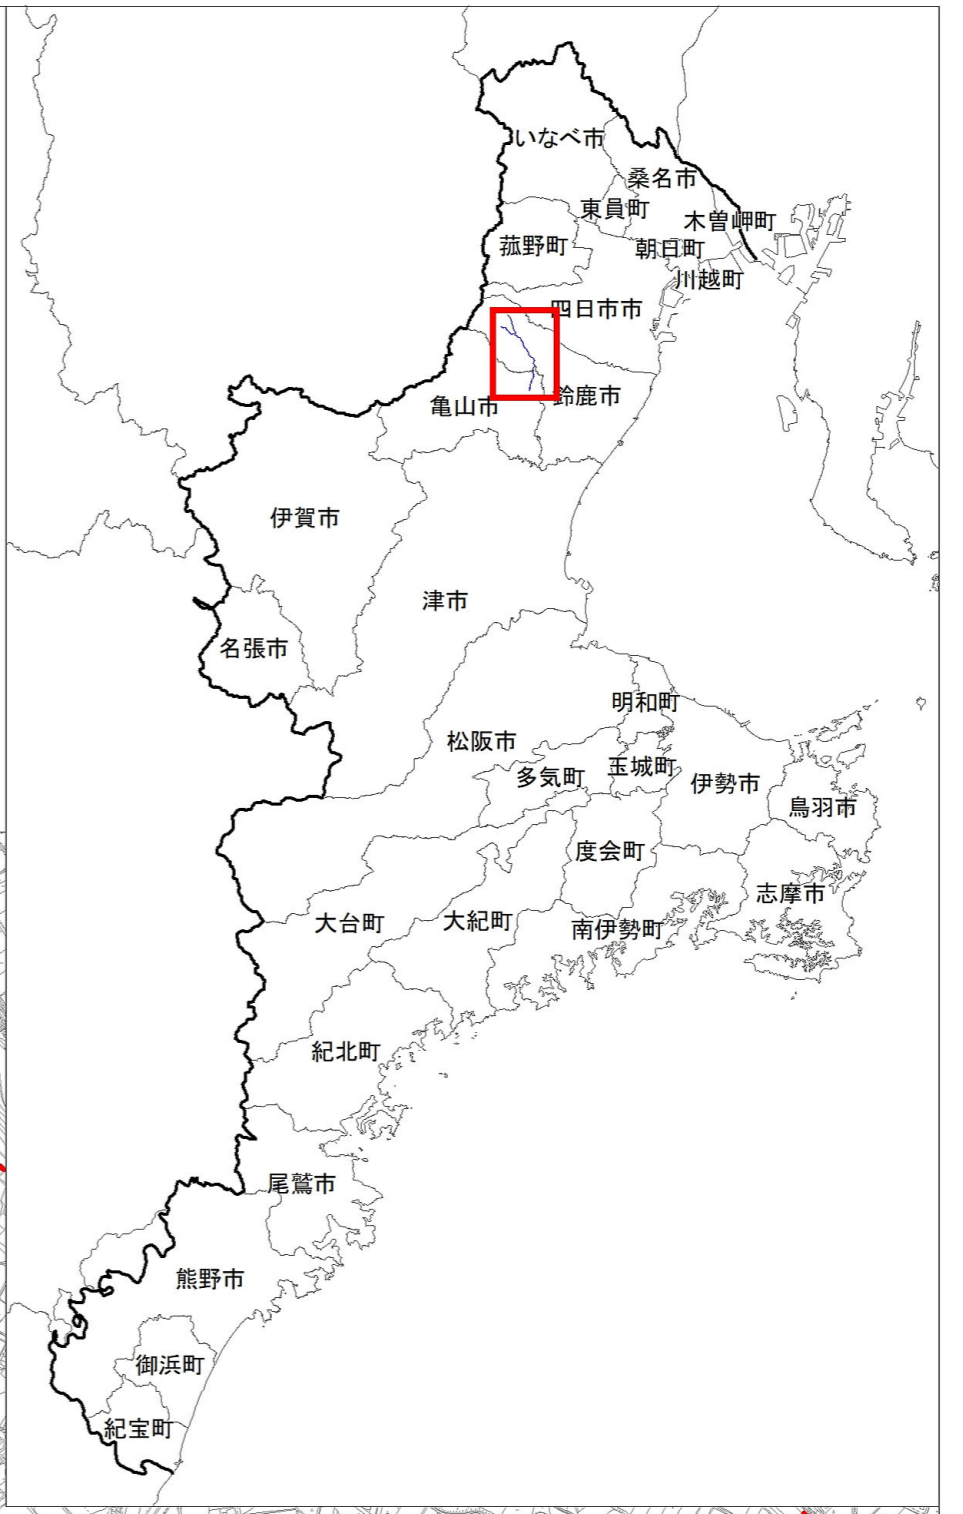 いなべ市
桑名市
東員町
木曽岬町
菰野町
朝日町
川越町
四日市市
鈴鹿市
亀山市
伊賀市
津市
名張市
明和町
松阪市
多気町
玉城町
伊勢市
鳥羽市
度会町
志摩市
大台町
大紀町
南伊勢町
紀北町
尾鷲市
熊野市
御浜町
紀宝町